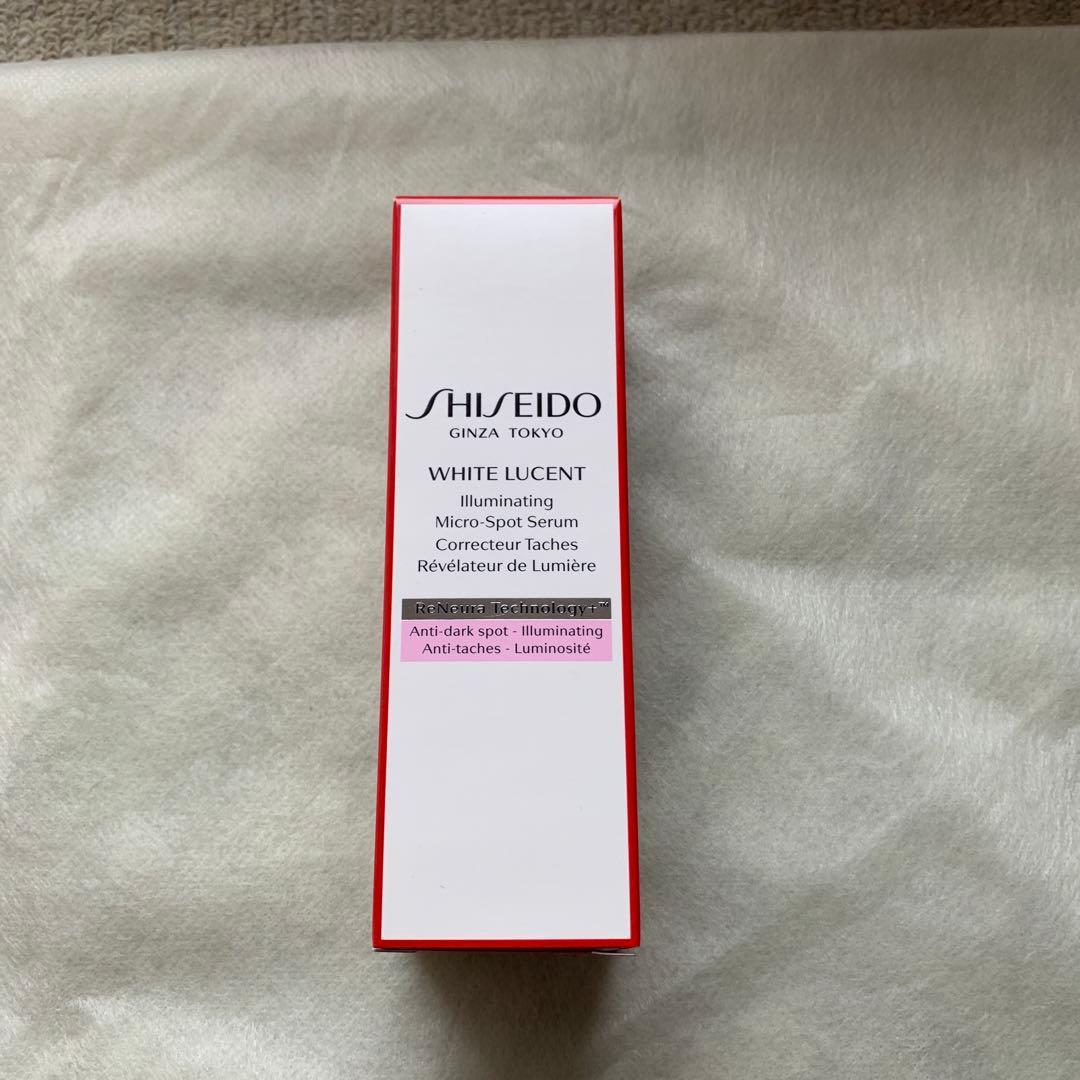 SHISEIDO
GINZA TOKYO
WHITE LUCENT
Illuminating
Micro-Spot Serum
Correcteur Taches
Révélateur de Lumière
ReNeura Technology+™
Anti-dark spot - Illuminating
Anti-taches - Luminosité